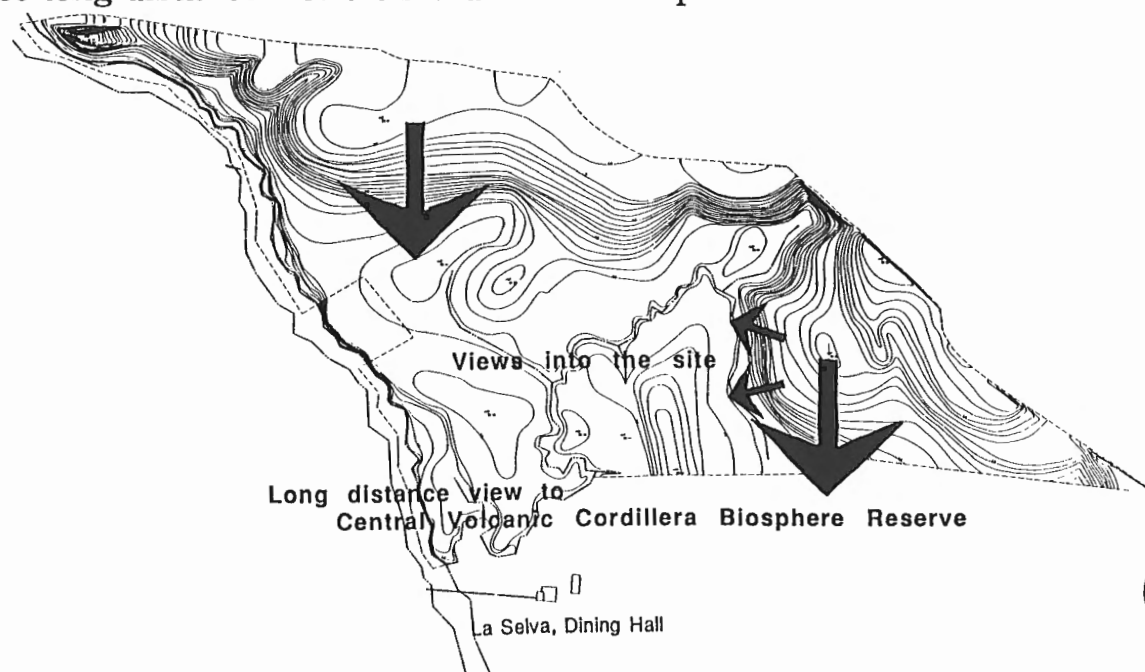 Views into the site
Long distance view to
Central Volcanic Cordillera Biosphere Reserve
La Selva, Dining Hall